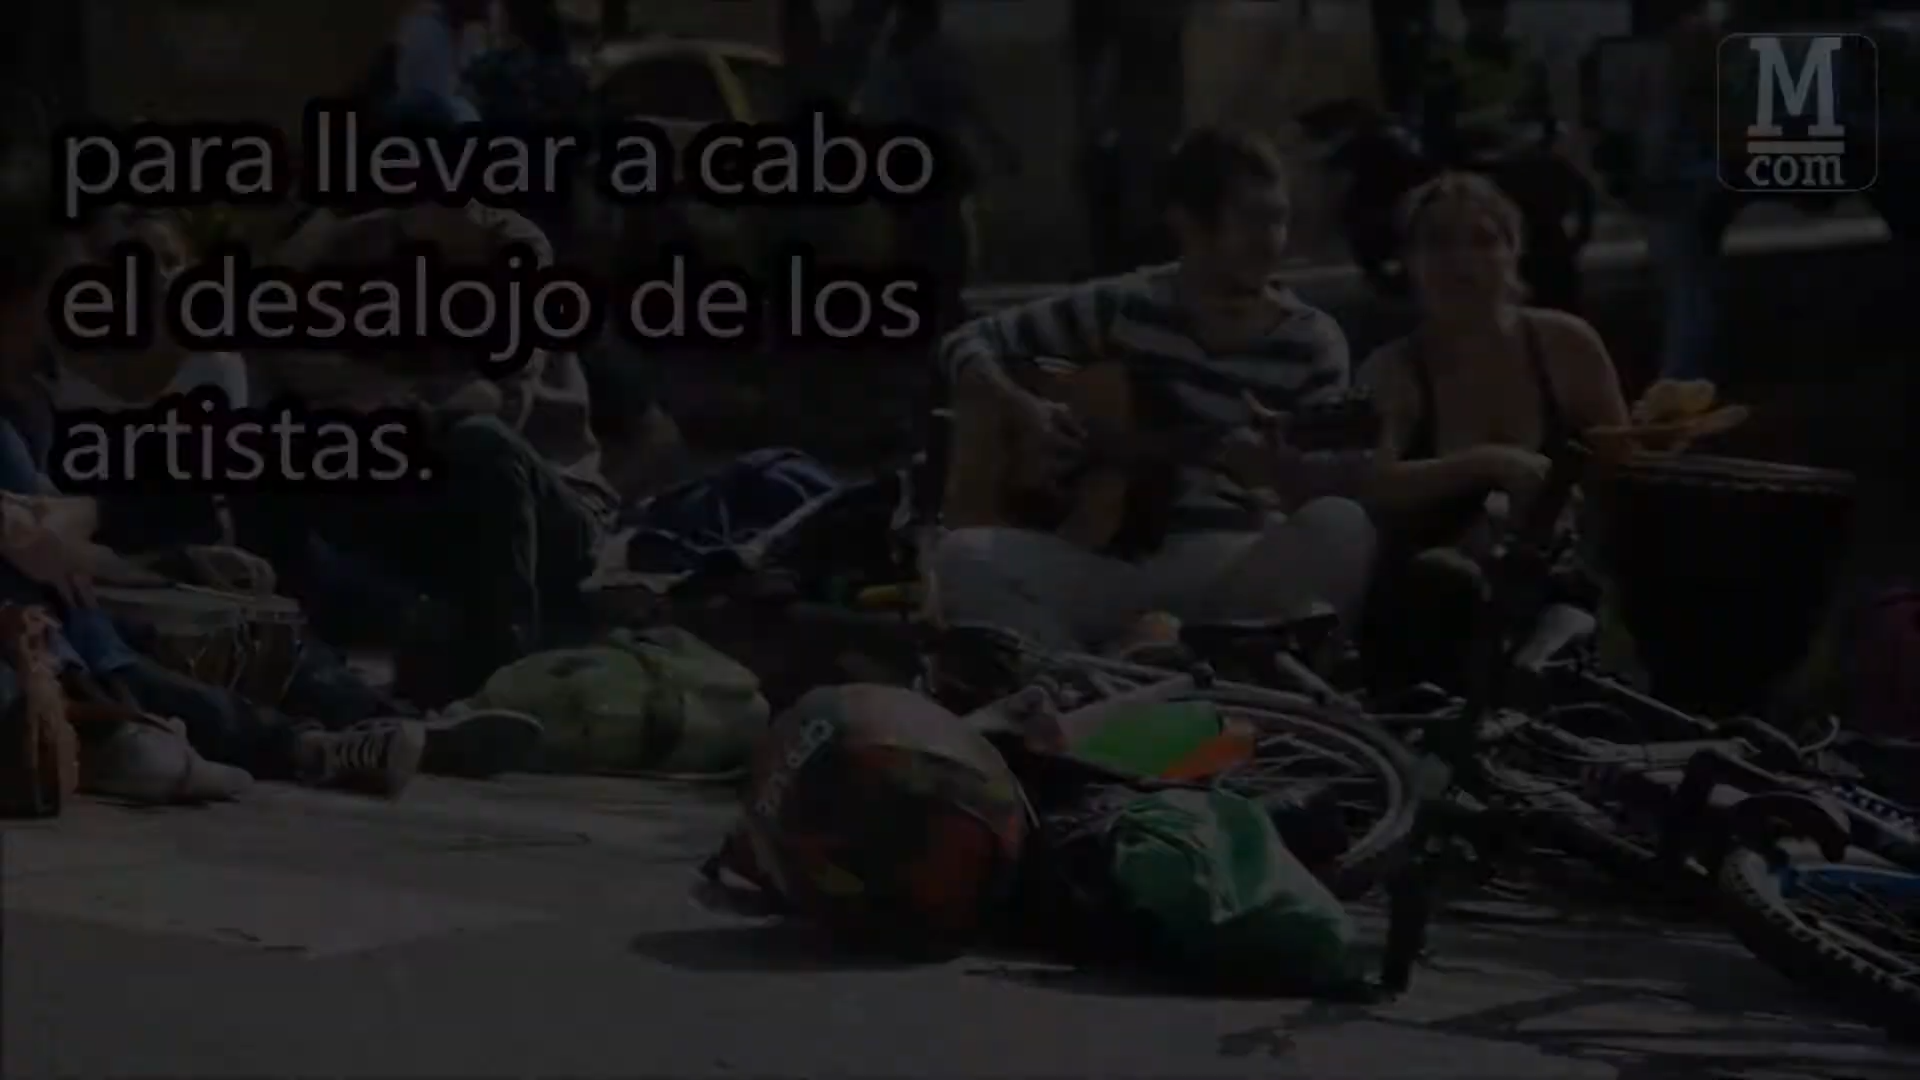 M
com
para llevar a cabo
el desalojo de los
artistas.